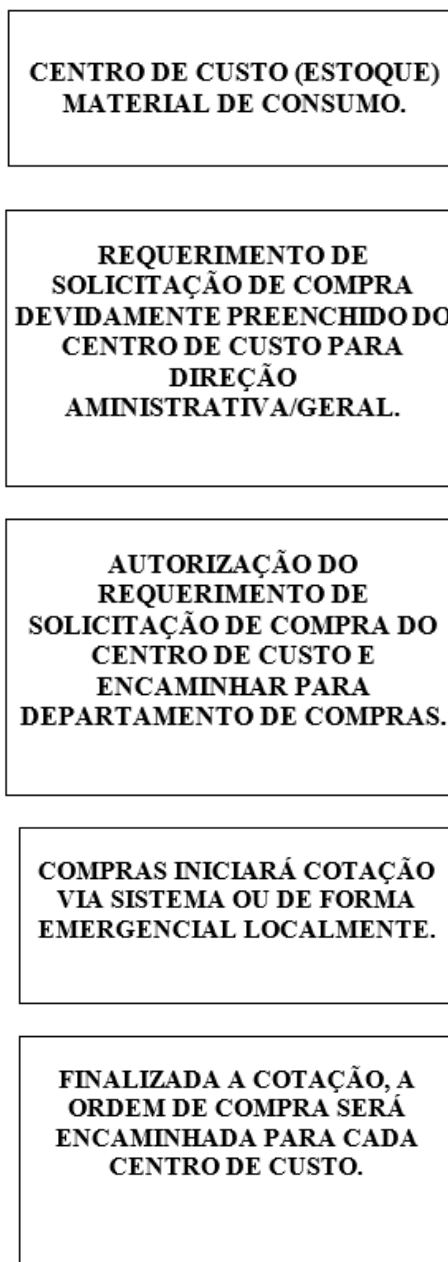 CENTRO DE CUSTO (ESTOQUE)
MATERIAL DE CONSUMO.
REQUERIMENTO DE
SOLICITAÇÃO DE COMPRA
DEVIDAMENTE PREENCHIDO DO
CENTRO DE CUSTO PARA
DIREÇÃO
AMINISTRATIVA/GERAL.
AUTORIZAÇÃO DO
REQUERIMENTO DE
SOLICITAÇÃO DE COMPRA DO
CENTRO DE CUSTO E
ENCAMINHAR PARA
DEPARTAMENTO DE COMPRAS.
COMPRAS INICIARÁ COTAÇÃO
VIA SISTEMA OU DE FORMA
EMERGENCIAL LOCALMENTE.
FINALIZADA A COTAÇÃO, A
ORDEM DE COMPRA SERÁ
ENCAMINHADA PARA CADA
CENTRO DE CUSTO.